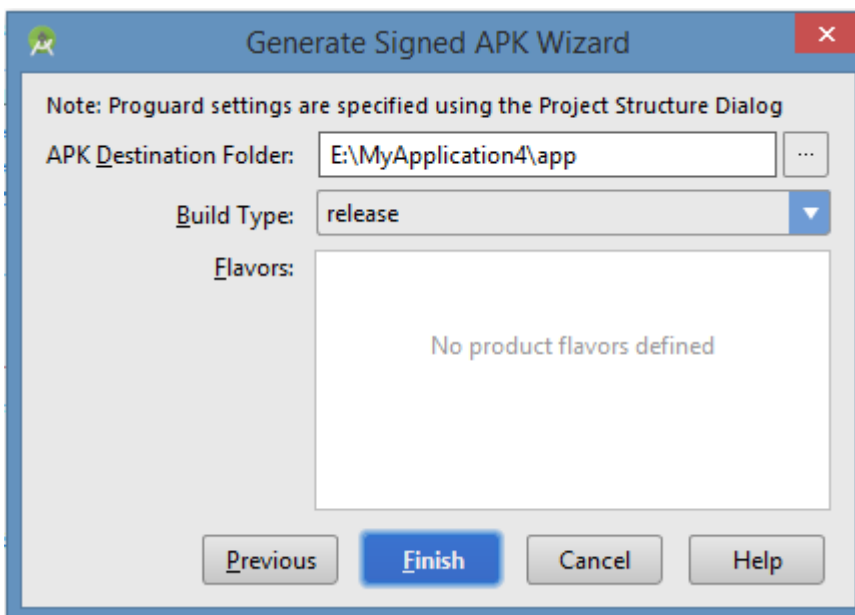 Generate Signed APK Wizard
Note: Proguard settings are specified using the Project Structure Dialog
APK Destination Folder: E:\MyApplication4\app ...
Build Type: release
Flavors:
No product flavors defined
Previous Finish Cancel Help